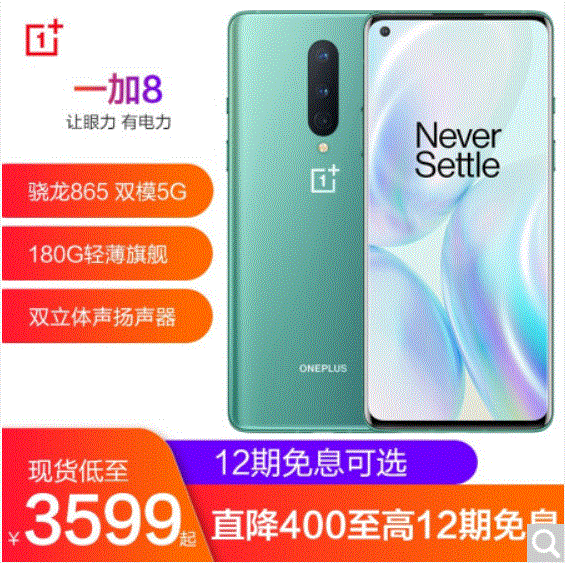 一加8
让眼力 有电力
骁龙865 双模5G
180G轻薄旗舰
双立体声扬声器
Never
Settle
ONEPLUS
12期免息可选
现货低至
¥3599起
直降400至高12期免息